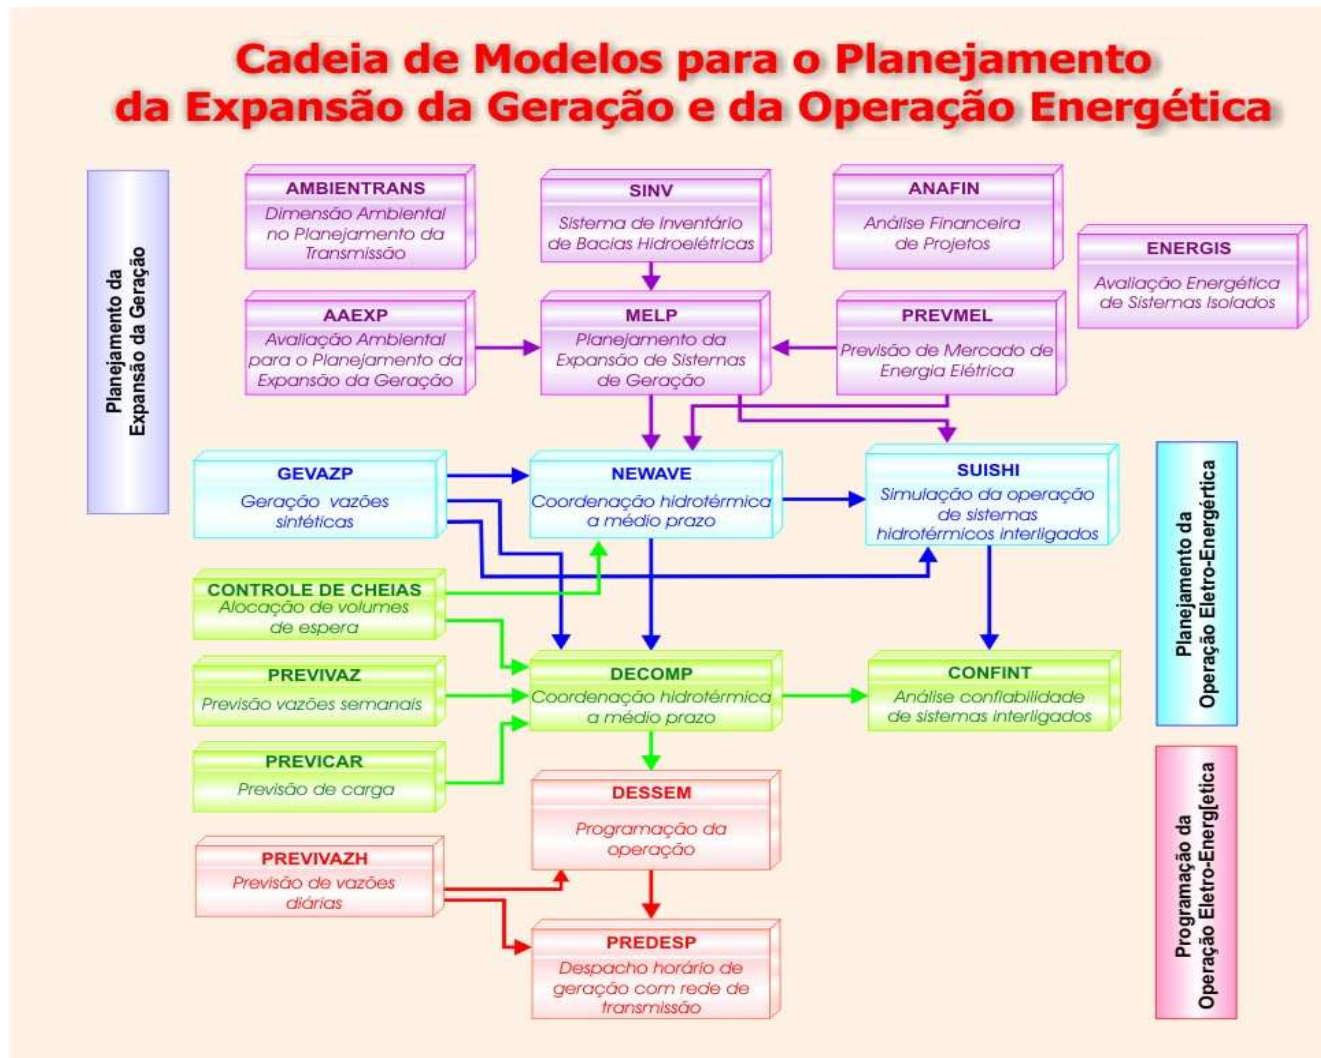 Cadeia de Modelos para o Planejamento
da Expansão da Geração e da Operação Energética
Planejamento da
Expansão da Geração
AMBIENTRANS
Dimensão Ambiental
no Planejamento da
Transmissão
SINV
Sistema de Inventário
de Bacias Hidroelétricas
ANAFIN
Análise Financeira
de Projetos
ENERGIS
Avaliação Energética
de Sistemas Isolados
AAEXP
Avaliação Ambiental
para o Planejamento da
Expansão da Geração
MELP
Planejamento da
Expansão de Sistemas
de Geração
PREVMEL
Previsão de Mercado de
Energia Elétrica
GEVAZP
Geração vazões
sintéticas
NEWAVE
Coordenação hidrotérmica
a médio prazo
SUISHI
Simulação da operação
de sistemas
hidrotérmicos interligados
Planejamento da
Operação Eletro-Energértica
CONTROLE DE CHEIAS
Alocação de volumes
de espera
PREVIVAZ
Previsão vazões semanais
DECOMP
Coordenação hidrotérmica
a médio prazo
CONFINT
Análise confiabilidade
de sistemas interligados
PREVICAR
Previsão de carga
DESSEM
Programação da
operação
PREVIVAZH
Previsão de vazões
diárias
PREDESP
Despacho horário de
geração com rede de
transmissão
Programação da
Operação Eletro-Energ[etica